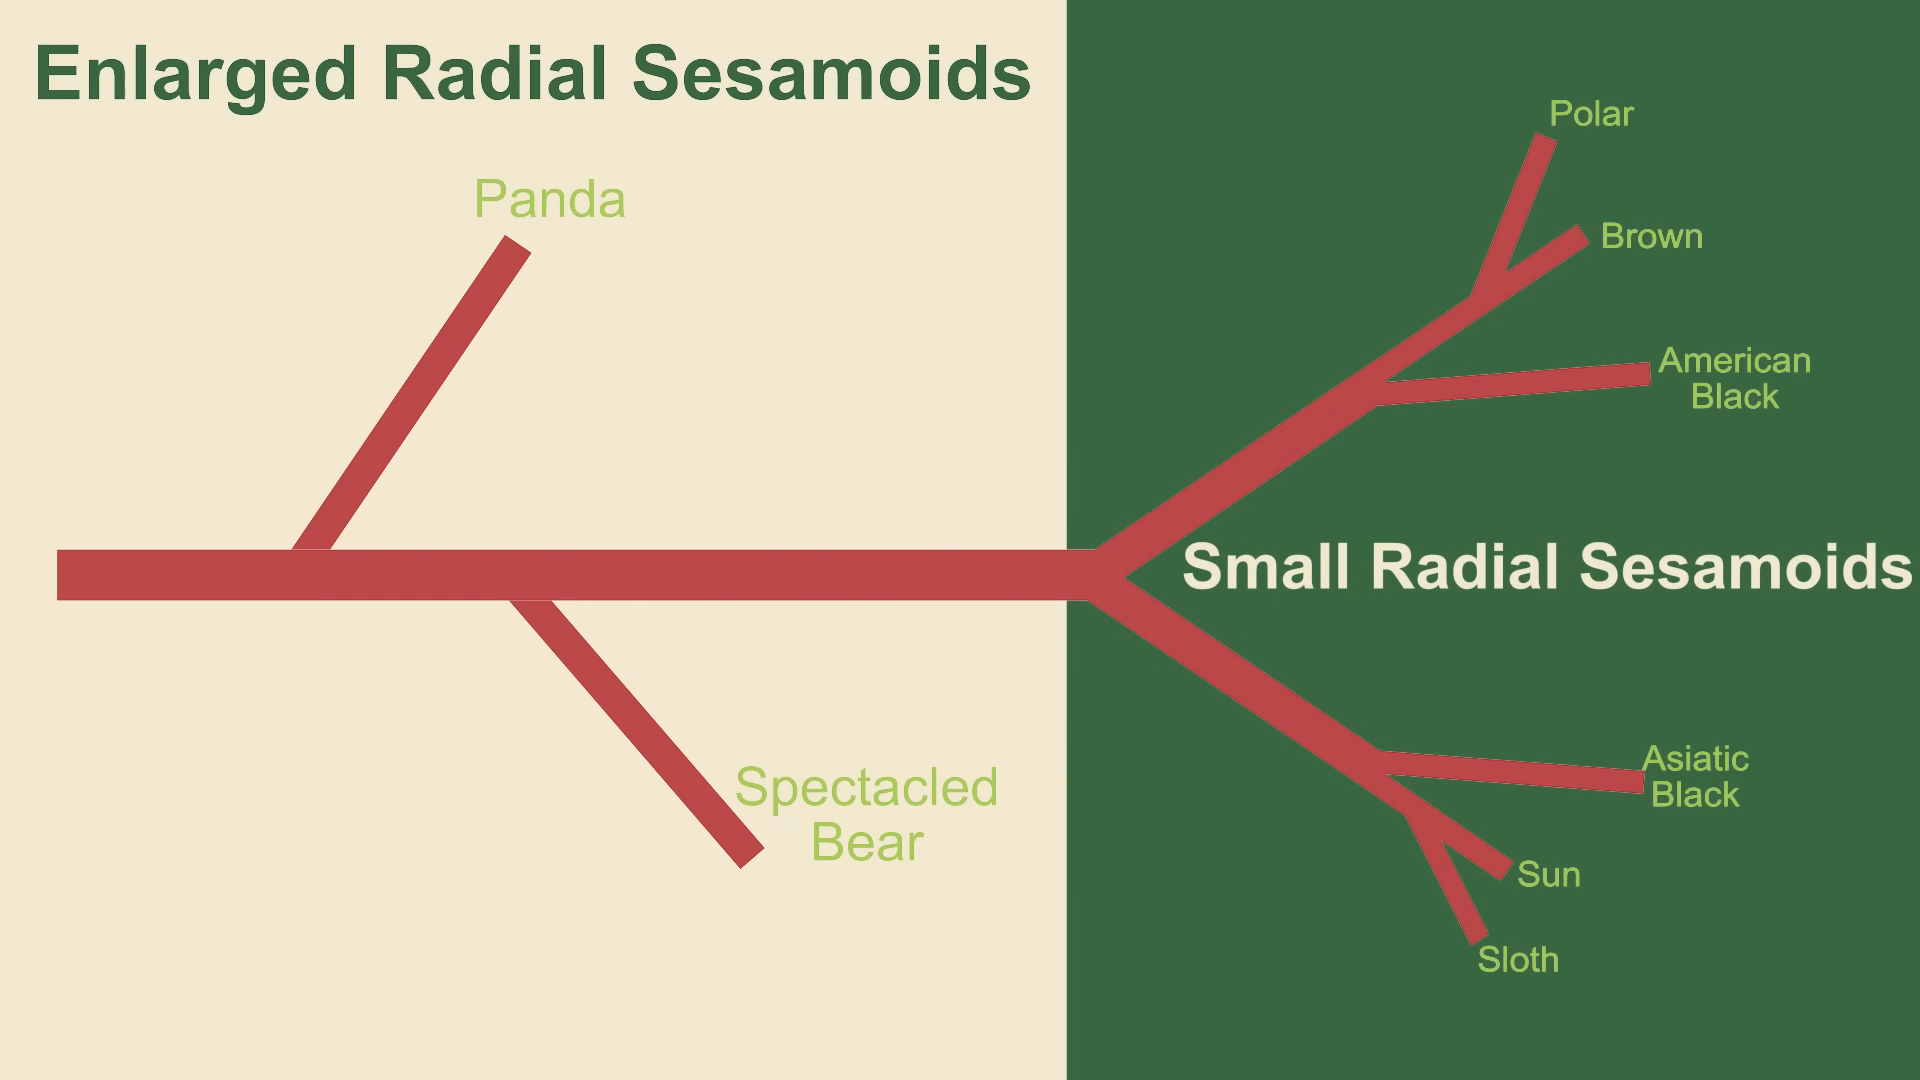 Enlarged Radial Sesamoids
Panda
Spectacled
Bear
Polar
Brown
American
Black
Small Radial Sesamoids
Asiatic
Black
Sun
Sloth